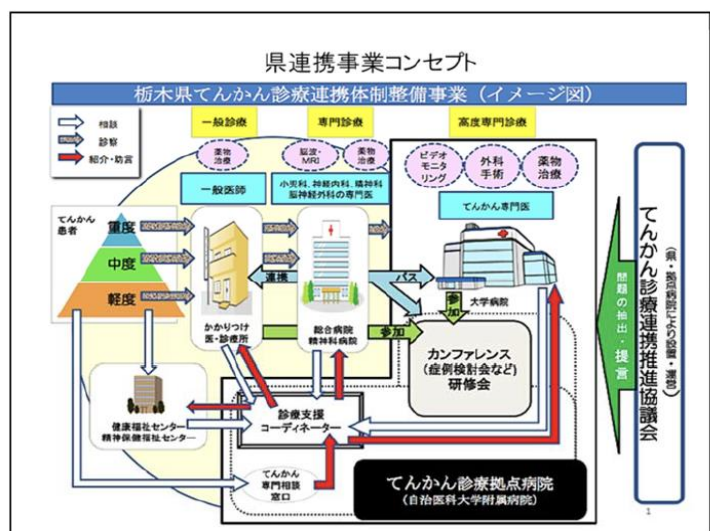 県連携事業コンセプト
栃木県てんかん診療連携体制整備事業（イメージ図）
相談
診察
紹介・助言
一般診療
専門診療
高度専門診療
薬物
治療
脳波・
MRI
薬物
治療
ビデオ
モニタ
リング
外科
手術
薬物
治療
一般医師
小児科、神経内科、精神科
脳神経外科の専門医
てんかん専門医
てんかん
患者
重度
中度
軽度
連携
パス
かかりつけ
医・診療所
総合病院
精神科病院
大学病院
参加
参加
カンファレンス
（症例検討会など）
研修会
健康福祉センター
精神保健福祉センター
診療支援
コーディネーター
てんかん
専門相談
窓口
てんかん診療拠点病院
（自治医科大学附属病院）
問題の抽出・提言
てんかん診療連携推進協議会
（県・拠点病院により設置・運営）
1